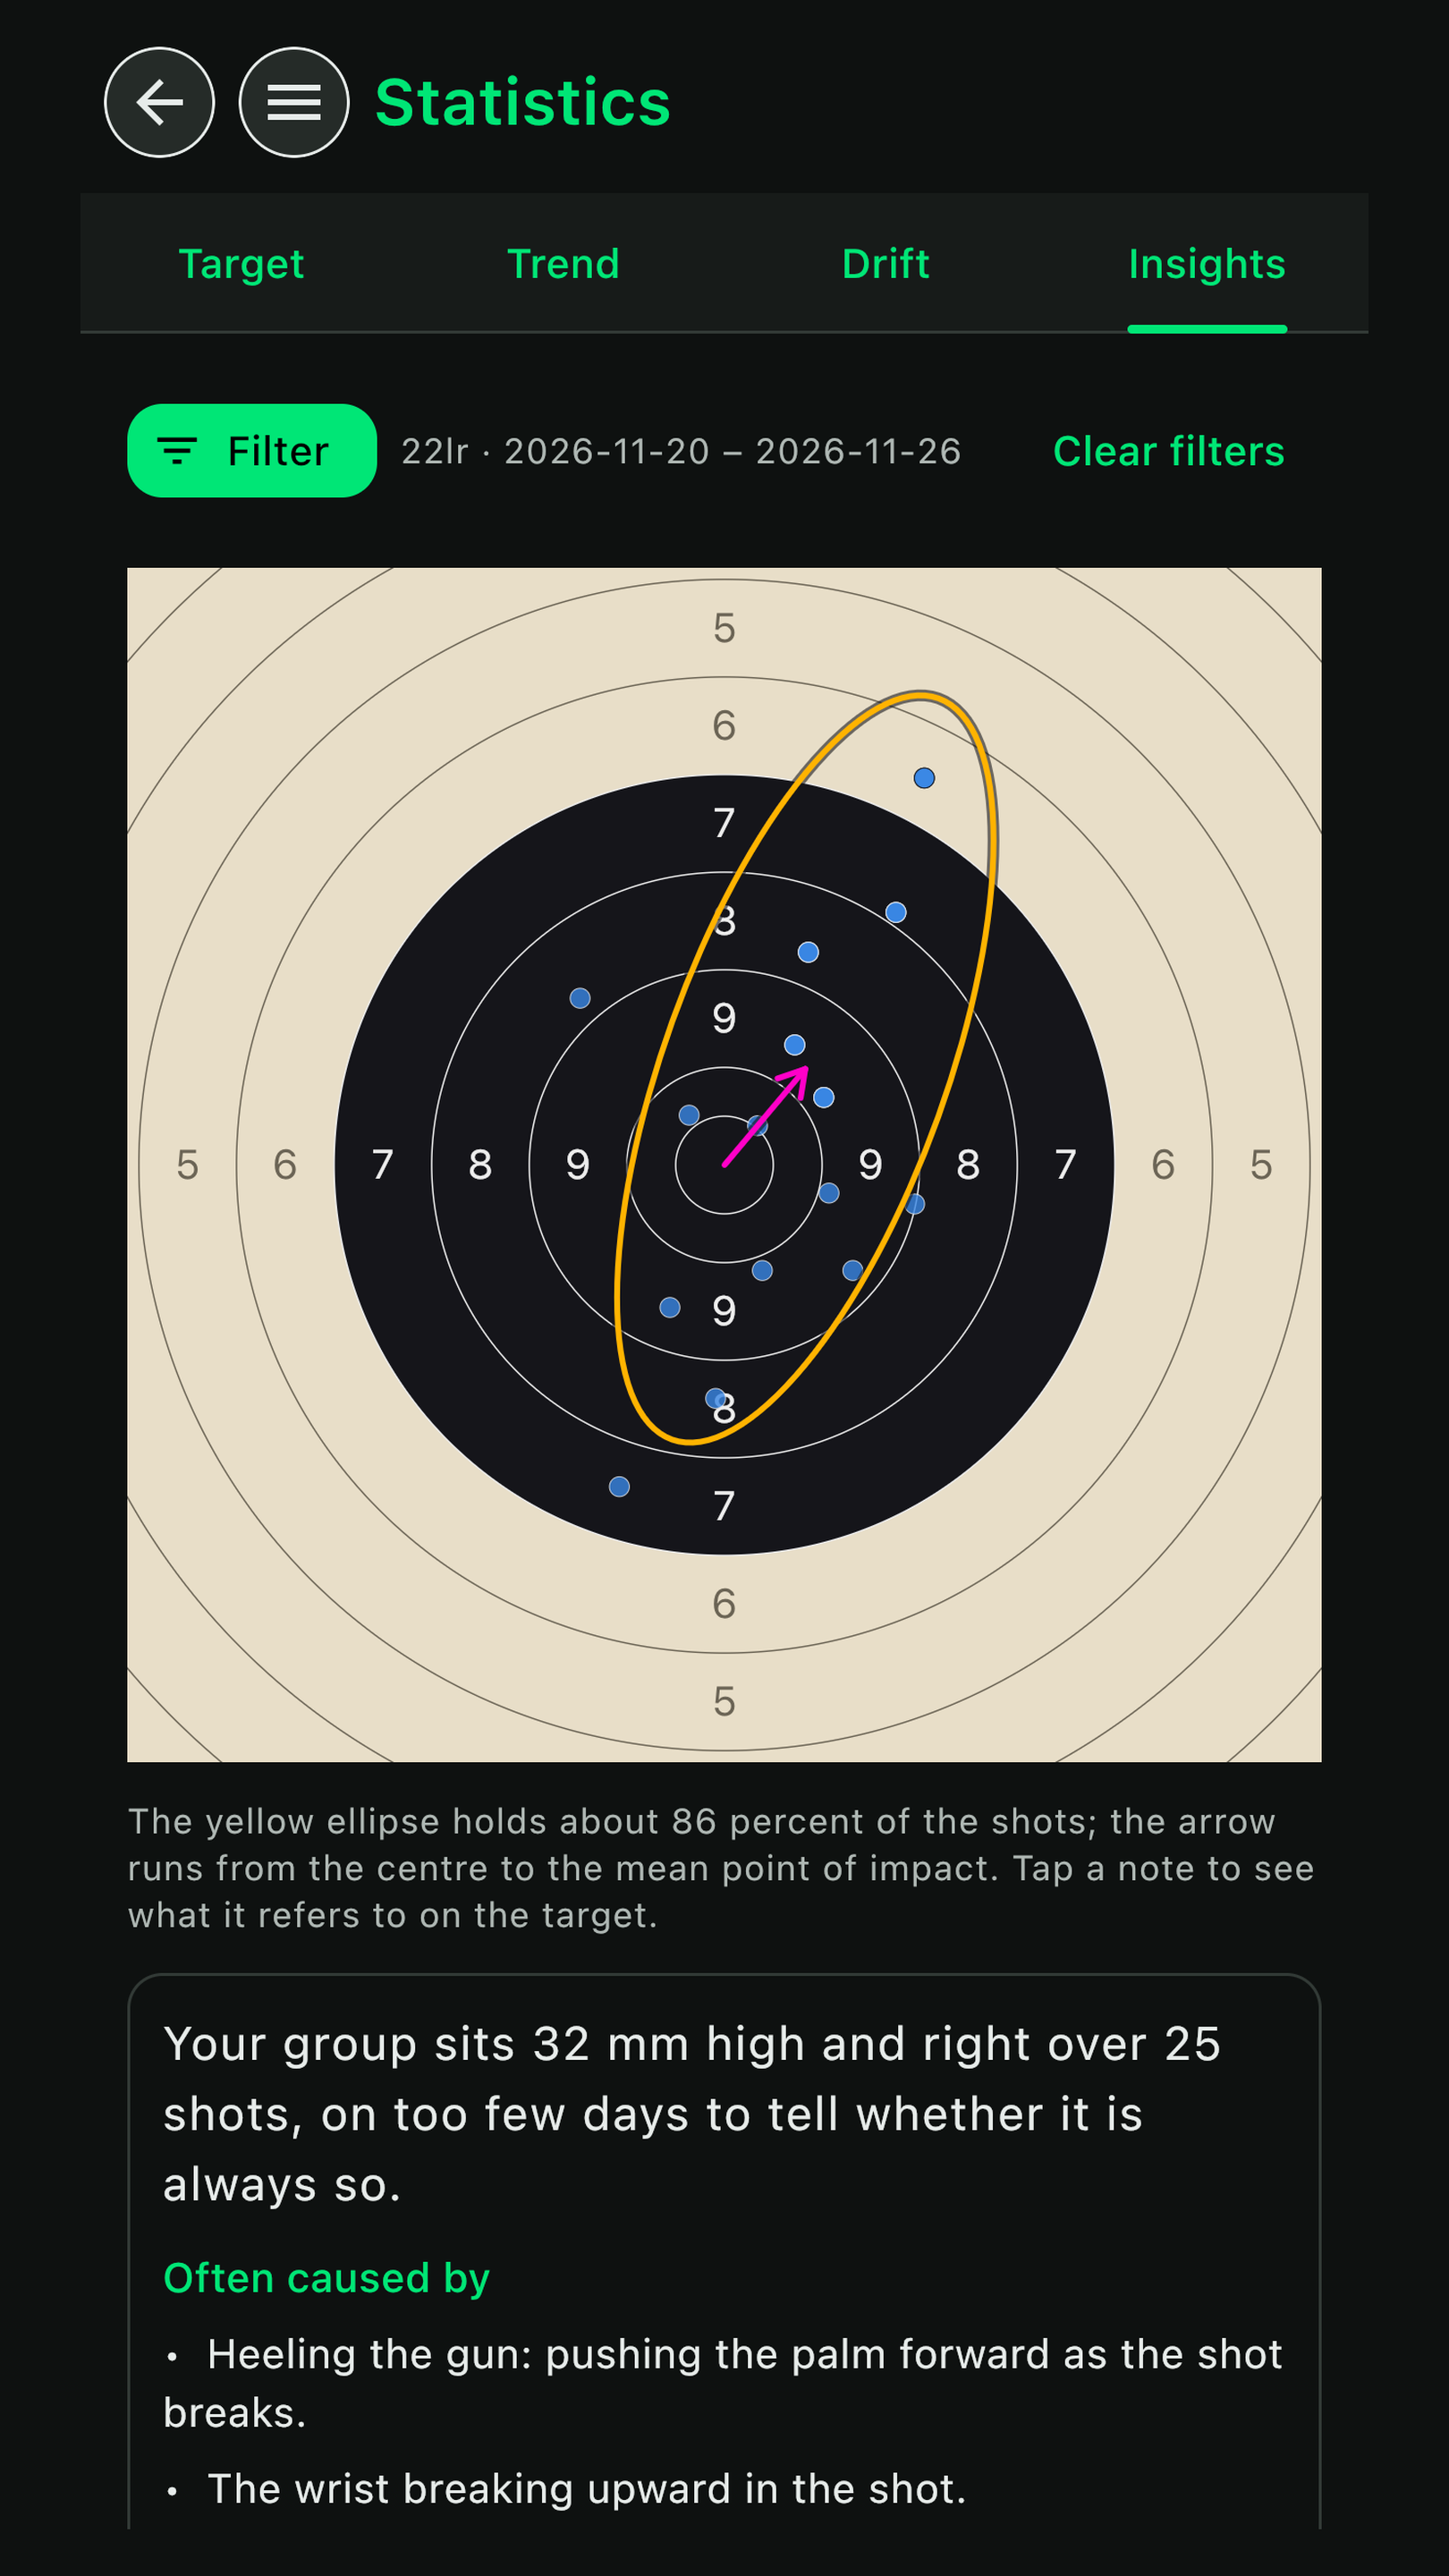 Statistics
Target Trend Drift Insights
Filter 22lr · 2026-11-20 – 2026-11-26 Clear filters
5
6
7
8
9
5 6 7 8 9 9 8 7 6 5
9
8
7
6
5
The yellow ellipse holds about 86 percent of the shots; the arrow
runs from the centre to the mean point of impact. Tap a note to see
what it refers to on the target.
Your group sits 32 mm high and right over 25
shots, on too few days to tell whether it is
always so.
Often caused by
• Heeling the gun: pushing the palm forward as the shot
breaks.
• The wrist breaking upward in the shot.